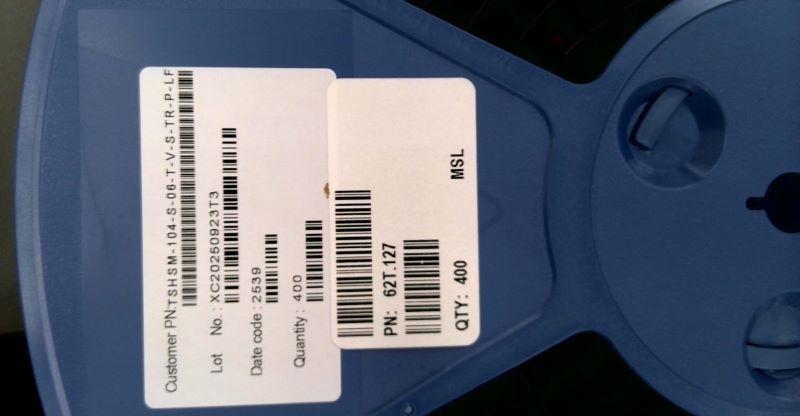 Customer PN:TSHSM-104-S-06-T-V-S-TR-P-LF
Lot No.: XC20250923T3
Date code: 2539
Quantity: 400
PN: 62T.127
QTY: 400 MSL